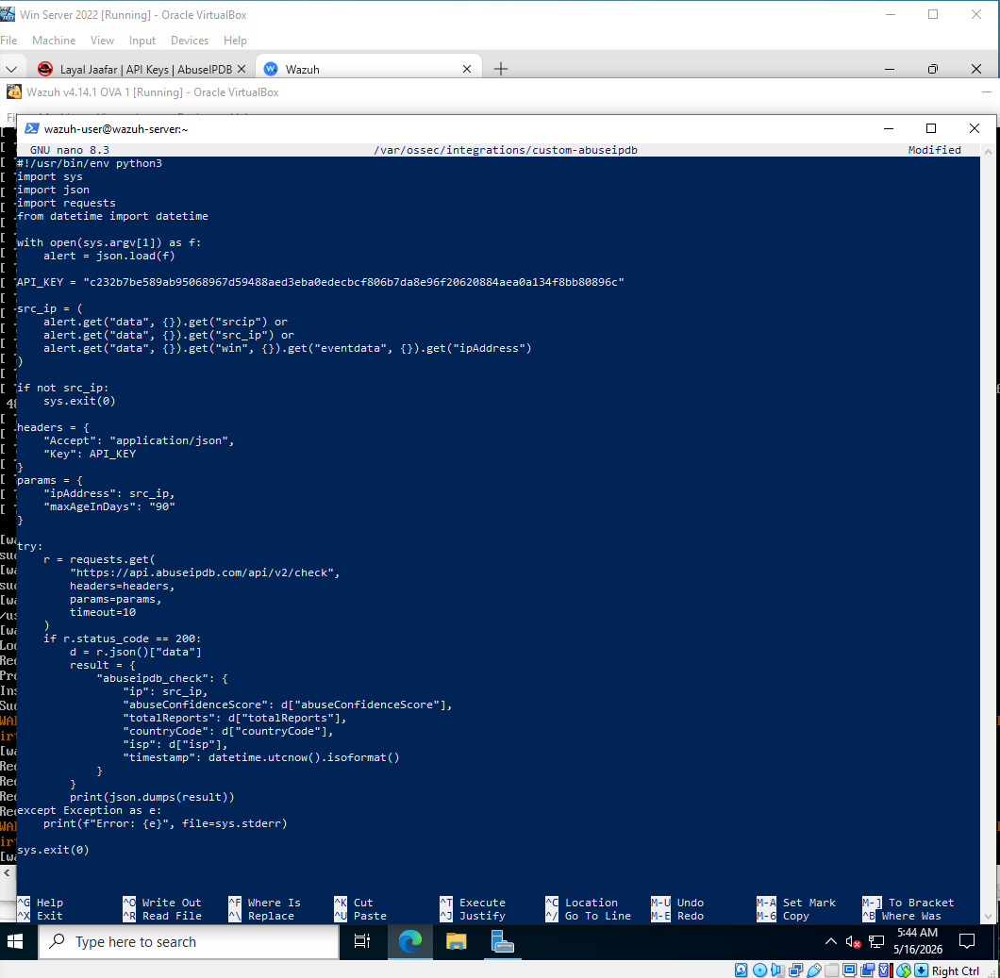 Win Server 2022 [Running] - Oracle VirtualBox
File Machine View Input Devices Help
Layal Jaafar | API Keys | AbuseIPDB
Wazuh
Wazuh v4.14.1 OVA 1 [Running] - Oracle VirtualBox
wazuh-user@wazuh-server:~
GNU nano 8.3 /var/ossec/integrations/custom-abuseipdb Modified
#!/usr/bin/env python3
import sys
import json
import requests
from datetime import datetime
with open(sys.argv[1]) as f:
    alert = json.load(f)
API_KEY = "c232b7be589ab95068967d59488aed3eba0edecbcf806b7da8e96f20620884aea0a134f8bb80896c"
src_ip = (
    alert.get("data", {}).get("srcip") or
    alert.get("data", {}).get("src_ip") or
    alert.get("data", {}).get("win", {}).get("eventdata", {}).get("ipAddress")
)
if not src_ip:
    sys.exit(0)
headers = {
    "Accept": "application/json",
    "Key": API_KEY
}
params = {
    "ipAddress": src_ip,
    "maxAgeInDays": "90"
}
try:
    r = requests.get(
        "https://api.abuseipdb.com/api/v2/check",
        headers=headers,
        params=params,
        timeout=10
    )
    if r.status_code == 200:
        d = r.json()["data"]
        result = {
            "abuseipdb_check": {
                "ip": src_ip,
                "abuseConfidenceScore": d["abuseConfidenceScore"],
                "totalReports": d["totalReports"],
                "countryCode": d["countryCode"],
                "isp": d["isp"],
                "timestamp": datetime.utcnow().isoformat()
            }
        }
        print(json.dumps(result))
except Exception as e:
    print(f"Error: {e}", file=sys.stderr)
sys.exit(0)
^G Help ^O Write Out ^F Where Is ^K Cut ^T Execute ^C Location M-U Undo M-A Set Mark M-] To Bracket
^X Exit ^R Read File ^\ Replace ^U Paste ^J Justify ^/ Go To Line M-E Redo M-6 Copy ^B Where Was
Type here to search
5:44 AM
5/16/2026
Right Ctrl